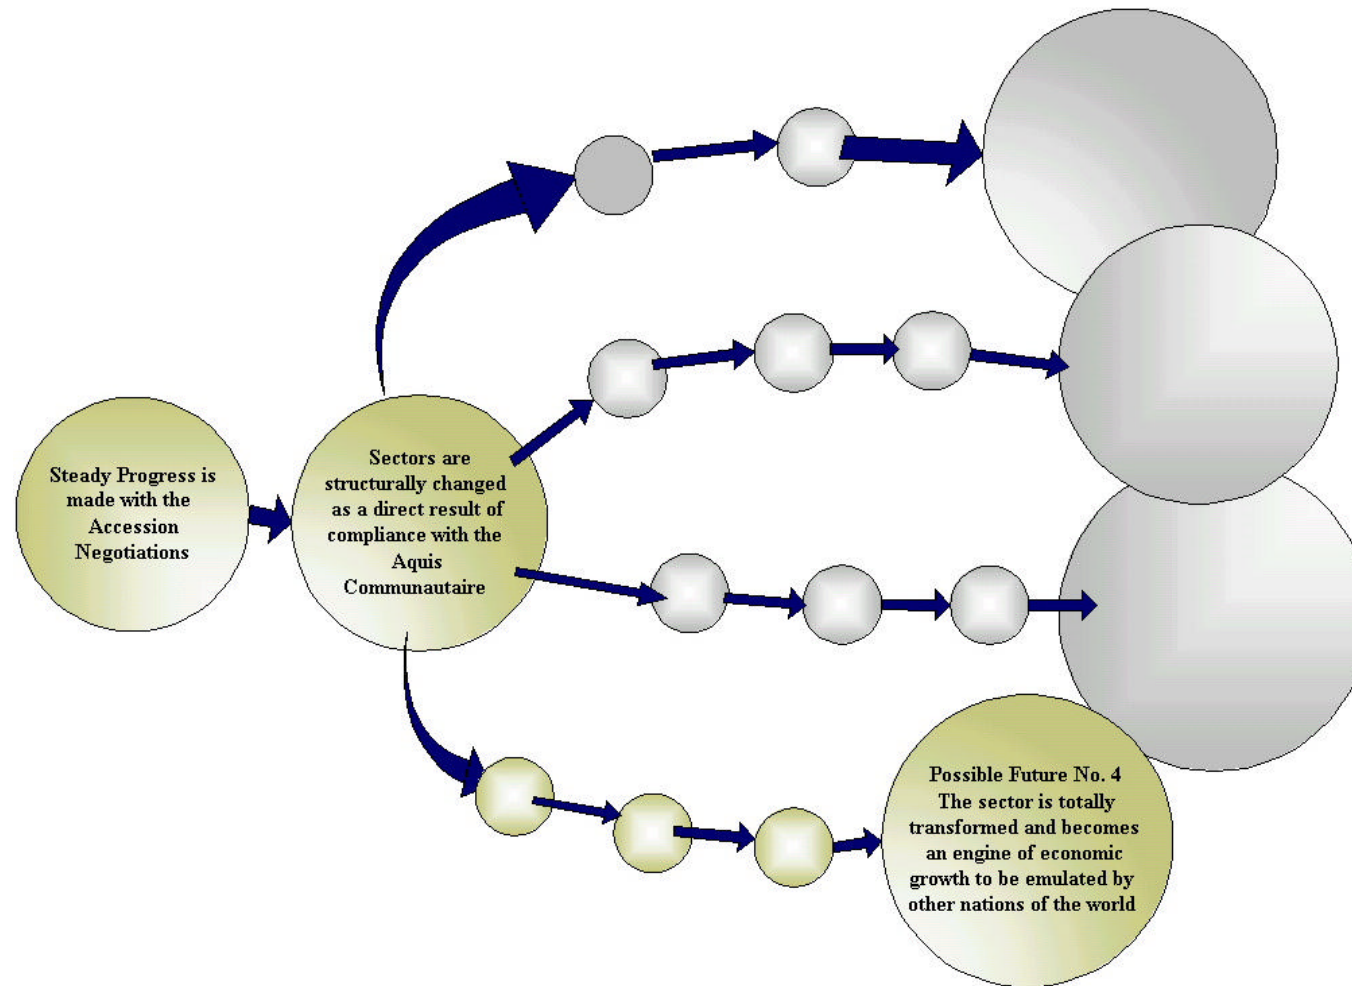 Steady Progress is
made with the
Accession
Negotiations
Sectors are
structurally changed
as a direct result of
compliance with the
Aquis
Communautaire
Possible Future No. 4
The sector is totally
transformed and becomes
an engine of economic
growth to be emulated by
other nations of the world